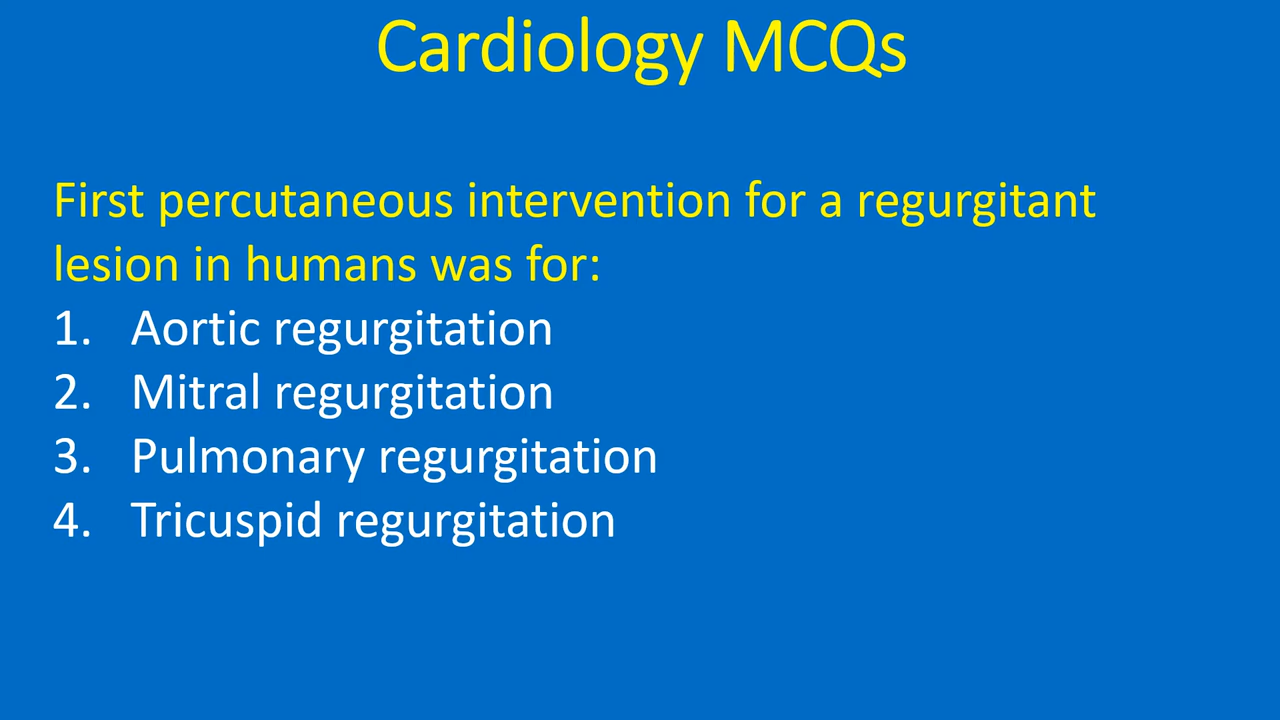 Cardiology MCQs
First percutaneous intervention for a regurgitant
lesion in humans was for:
1. Aortic regurgitation
2. Mitral regurgitation
3. Pulmonary regurgitation
4. Tricuspid regurgitation